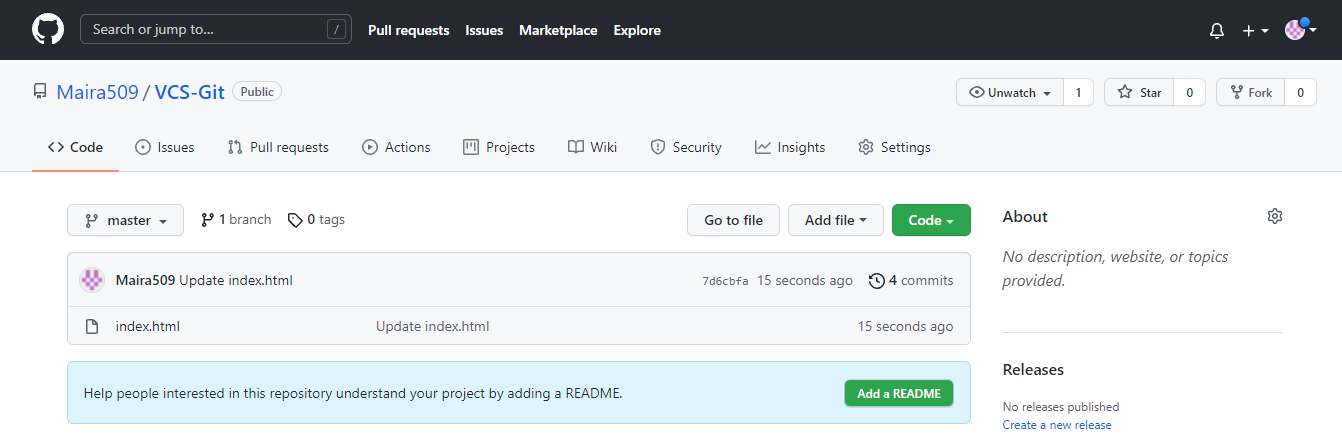 Search or jump to... / Pull requests Issues Marketplace Explore
Maira509 / VCS-Git Public Unwatch 1 Star 0 Fork 0
Code Issues Pull requests Actions Projects Wiki Security Insights Settings
master 1 branch 0 tags Go to file Add file Code
Maira509 Update index.html 7d6cbfa 15 seconds ago 4 commits
index.html Update index.html 15 seconds ago
Help people interested in this repository understand your project by adding a README. Add a README
About
No description, website, or topics
provided.
Releases
No releases published
Create a new release